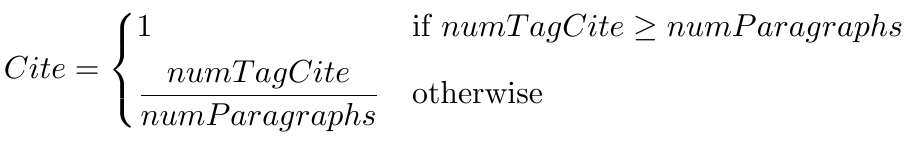 Cite = { 1 if numTagCite ≥ numParagraphs
numTagCite / numParagraphs otherwise